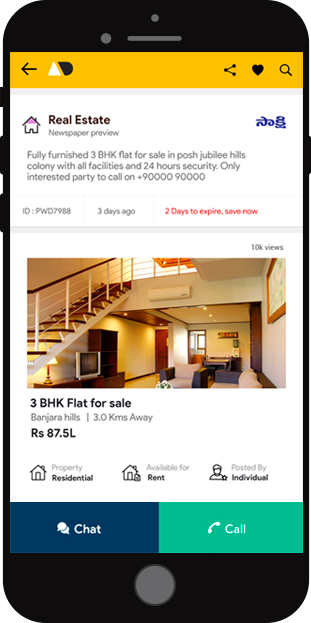 Real Estate
Newspaper preview
సాక్షి
Fully furnished 3 BHK flat for sale in posh jubilee hills
colony with all facilities and 24 hours security. Only
interested party to call on +90000 90000
ID : PWD7988 3 days ago 2 Days to expire, save now
10k views
3 BHK Flat for sale
Banjara hills | 3.0 Kms Away
Rs 87.5L
Property Available for Posted By
Residential Rent Individual
Chat Call